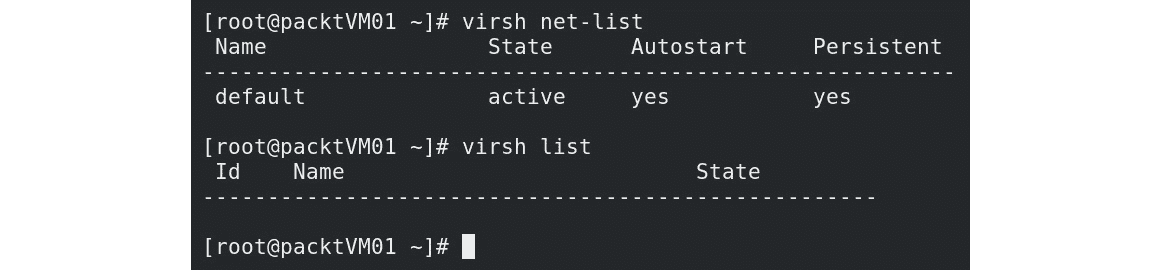 [root@packtVM01 ~]# virsh net-list
 Name                 State      Autostart     Persistent
----------------------------------------------------------
 default              active     yes           yes

[root@packtVM01 ~]# virsh list
 Id    Name                           State
----------------------------------------------------

[root@packtVM01 ~]#